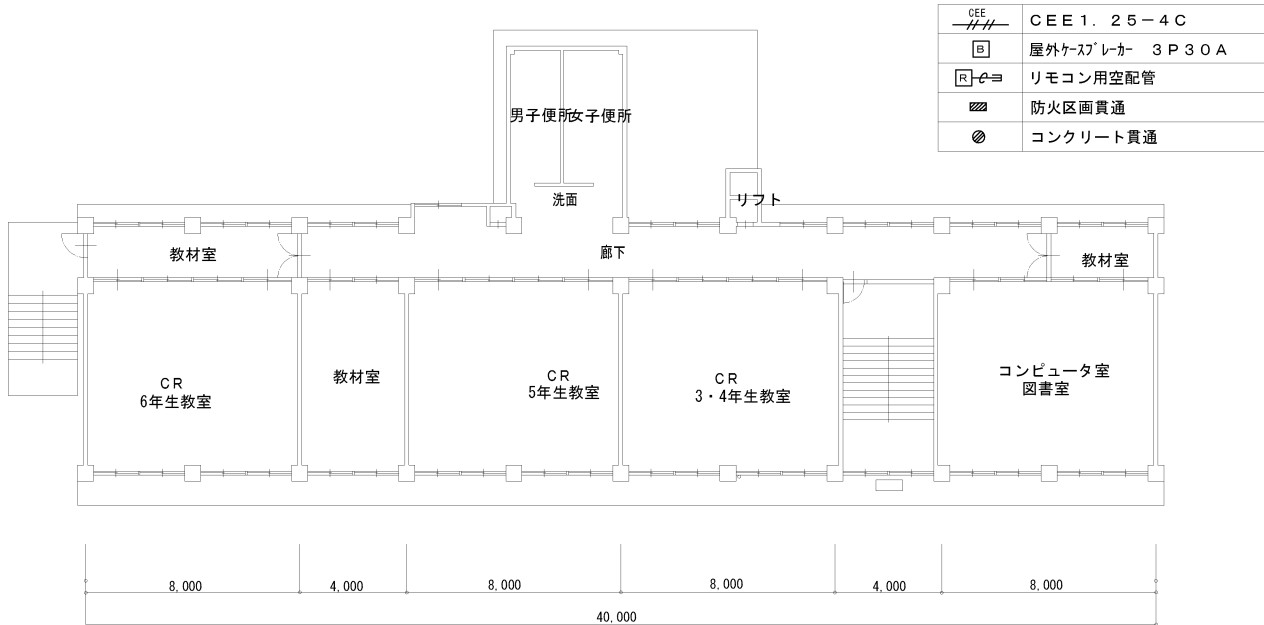 CEE
CEE1.25-4C
B
屋外ケースブレーカー 3P30A
R
リモコン用空配管
防火区画貫通
コンクリート貫通
男子便所
女子便所
洗面
リフト
教材室
廊下
教材室
CR
6年生教室
教材室
CR
5年生教室
CR
3・4年生教室
コンピュータ室
図書室
8,000
4,000
8,000
8,000
4,000
8,000
40,000